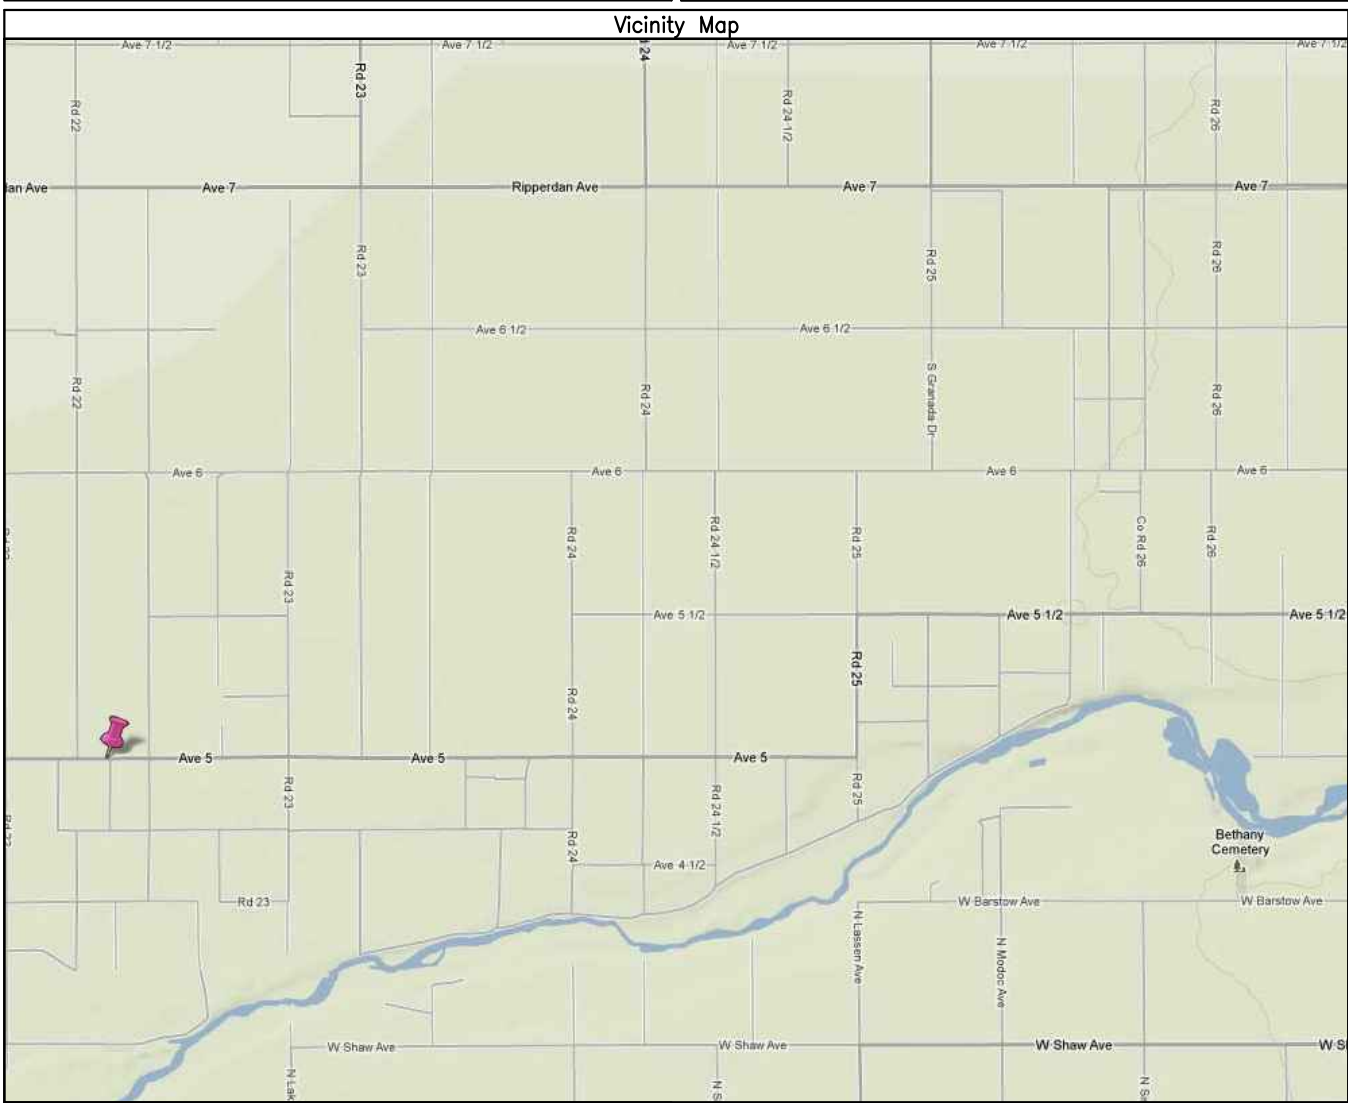 Vicinity Map
Ave 7 1/2
Ave 7 1/2
Ave 7 1/2
Ave 7 1/2
Ave 7 1/2
Rd 22
Rd 23
24
Rd 24 1/2
Rd 26
an Ave
Ave 7
Ripperdan Ave
Ave 7
Ave 7
Rd 23
Rd 25
Rd 26
Ave 6 1/2
Ave 6 1/2
Rd 22
Rd 24
S Granada Dr
Rd 26
Ave 6
Ave 6
Ave 6
Ave 6
Rd 24
Rd 24 1/2
Rd 25
Co Rd 26
Rd 26
Rd 23
Ave 5 1/2
Ave 5 1/2
Ave 5 1/2
Rd 24
Rd 25
Ave 5
Ave 5
Ave 5
Rd 23
Rd 24 1/2
Rd 25
Rd 24
Ave 4 1/2
Bethany
Cemetery
Rd 23
W Barstow Ave
W Barstow Ave
N Lassen Ave
N Modoc Ave
W Shaw Ave
W Shaw Ave
W Shaw Ave
W S
N Lak
N S
N S